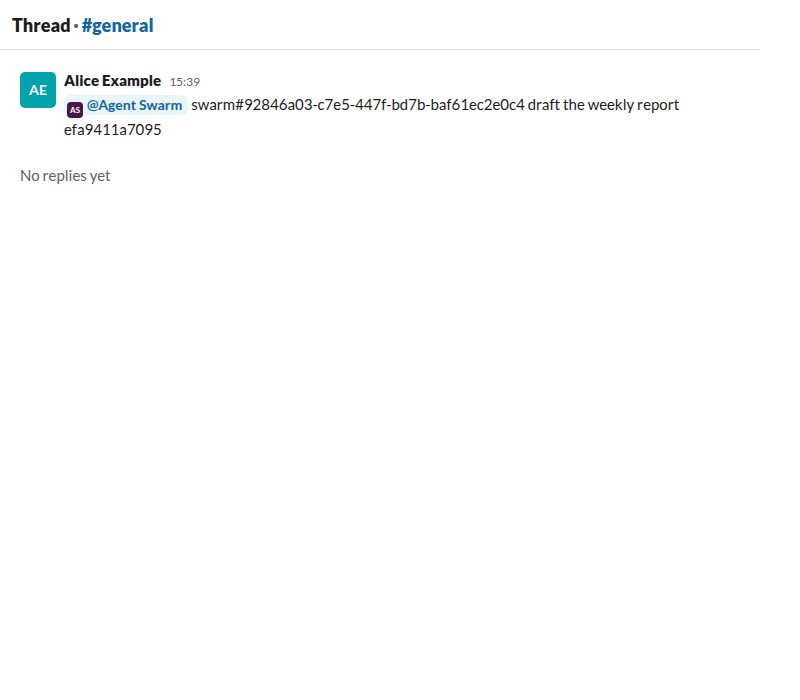 Thread • #general
AE
Alice Example 15:39
AS @Agent Swarm swarm#92846a03-c7e5-447f-bd7b-baf61ec2e0c4 draft the weekly report
efa9411a7095
No replies yet